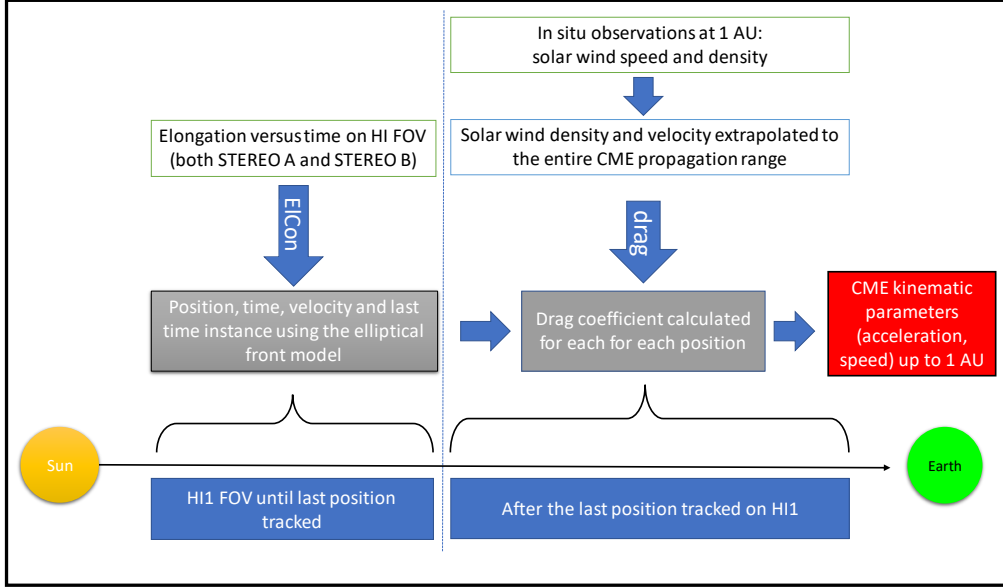 In situ observations at 1 AU:
solar wind speed and density
Elongation versus time on HI FOV
(both STEREO A and STEREO B)
Solar wind density and velocity extrapolated to
the entire CME propagation range
ElCon
drag
Position, time, velocity and last
time instance using the elliptical
front model
Drag coefficient calculated
for each for each position
CME kinematic
parameters
(acceleration,
speed) up to 1 AU
Sun
Earth
HI1 FOV until last position
tracked
After the last position tracked on HI1